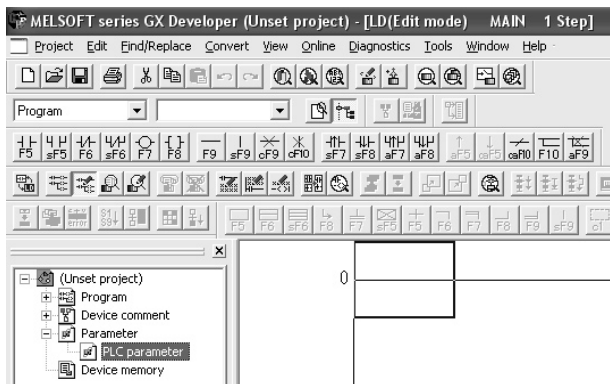 MELSOFT series GX Developer (Unset project) - [LD(Edit mode) MAIN 1 Step]
Project Edit Find/Replace Convert View Online Diagnostics Tools Window Help
Program
F5 sF5 F6 sF6 F7 F8 F9 sF9 cF9 cF10 sF7 sF8 aF7 aF8 aF5 caF5 caF10 F10 aF9
error
F5 F6 sF6 F8 F7 sF5 F5 F6 F7 F8 F9 sF9 c1
(Unset project)
Program
Device comment
Parameter
PLC parameter
Device memory
0